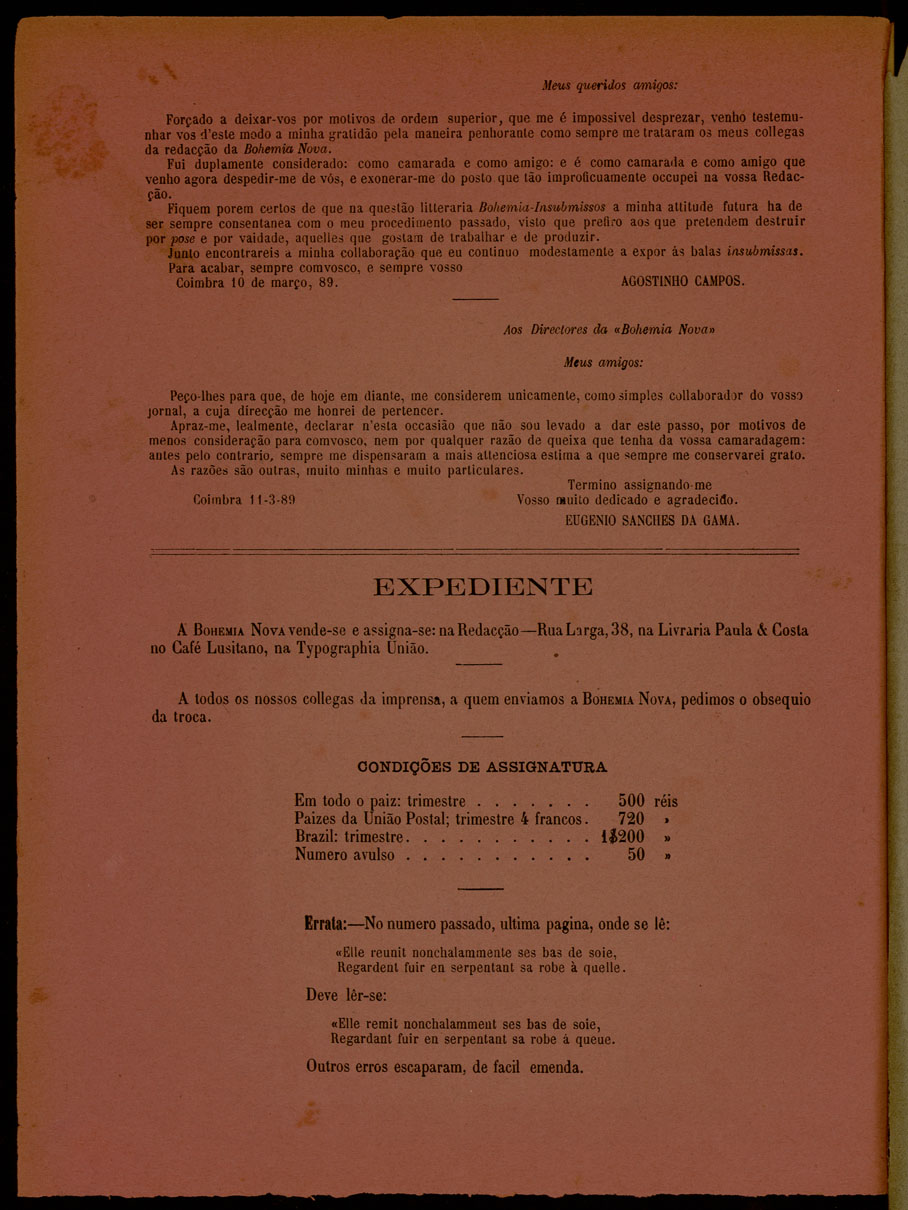 Meus queridos amigos:
Forçado a deixar-vos por motivos de ordem superior, que me é impossivel desprezar, venho testemu-
nhar vos d'este modo a minha gratidão pela maneira penhorante como sempre me trataram os meus collegas
da redacção da Bohemia Nova.
Fui duplamente considerado: como camarada e como amigo: e é como camarada e como amigo que
venho agora despedir-me de vós, e exonerar-me do posto que tão improficuamente occupei na vossa Redac-
ção.
Fiquem porem certos de que na questão litteraria Bohemia-Insubmissos a minha attitude futura ha de
ser sempre consentanea com o meu procedimento passado, visto que prefiro aos que pretendem destruir
por pose e por vaidade, aquelles que gostam de trabalhar e de produzir.
Junto encontrareis a minha collaboração que eu continuo modestamente a expor ás balas insubmissas.
Para acabar, sempre comvosco, e sempre vosso
Coimbra 10 de março, 89. AGOSTINHO CAMPOS.
Aos Directores da «Bohemia Nova»
Meus amigos:
Peço-lhes para que, de hoje em diante, me considerem unicamente, como simples collaborador do vosso
jornal, a cuja direcção me honrei de pertencer.
Apraz-me, lealmente, declarar n'esta occasião que não sou levado a dar este passo, por motivos de
menos consideração para comvosco, nem por qualquer razão de queixa que tenha da vossa camaradagem:
antes pelo contrario, sempre me dispensaram a mais attenciosa estima a que sempre me conservarei grato.
As razões são outras, muito minhas e muito particulares.
Termino assignando-me
Coimbra 11-3-89 Vosso muito dedicado e agradecido.
EUGENIO SANCHES DA GAMA.
EXPEDIENTE
A BOHEMIA NOVA vende-se e assigna-se: na Redacção—Rua Larga, 38, na Livraria Paula & Costa
no Café Lusitano, na Typographia União.
A todos os nossos collegas da imprensa, a quem enviamos a BOHEMIA NOVA, pedimos o obsequio
da troca.
CONDIÇÕES DE ASSIGNATURA
Em todo o paiz: trimestre . . . . . . . 500 réis
Paizes da União Postal; trimestre 4 francos. 720 »
Brazil: trimestre. . . . . . . . . . . 1$200 »
Numero avulso . . . . . . . . . . . 50 »
Errata:—No numero passado, ultima pagina, onde se lê:
«Elle reunit nonchalammente ses bas de soie,
Regardent fuir en serpentant sa robe à quelle.
Deve lêr-se:
«Elle remit nonchalamment ses bas de soie,
Regardant fuir en serpentant sa robe à queue.
Outros erros escaparam, de facil emenda.